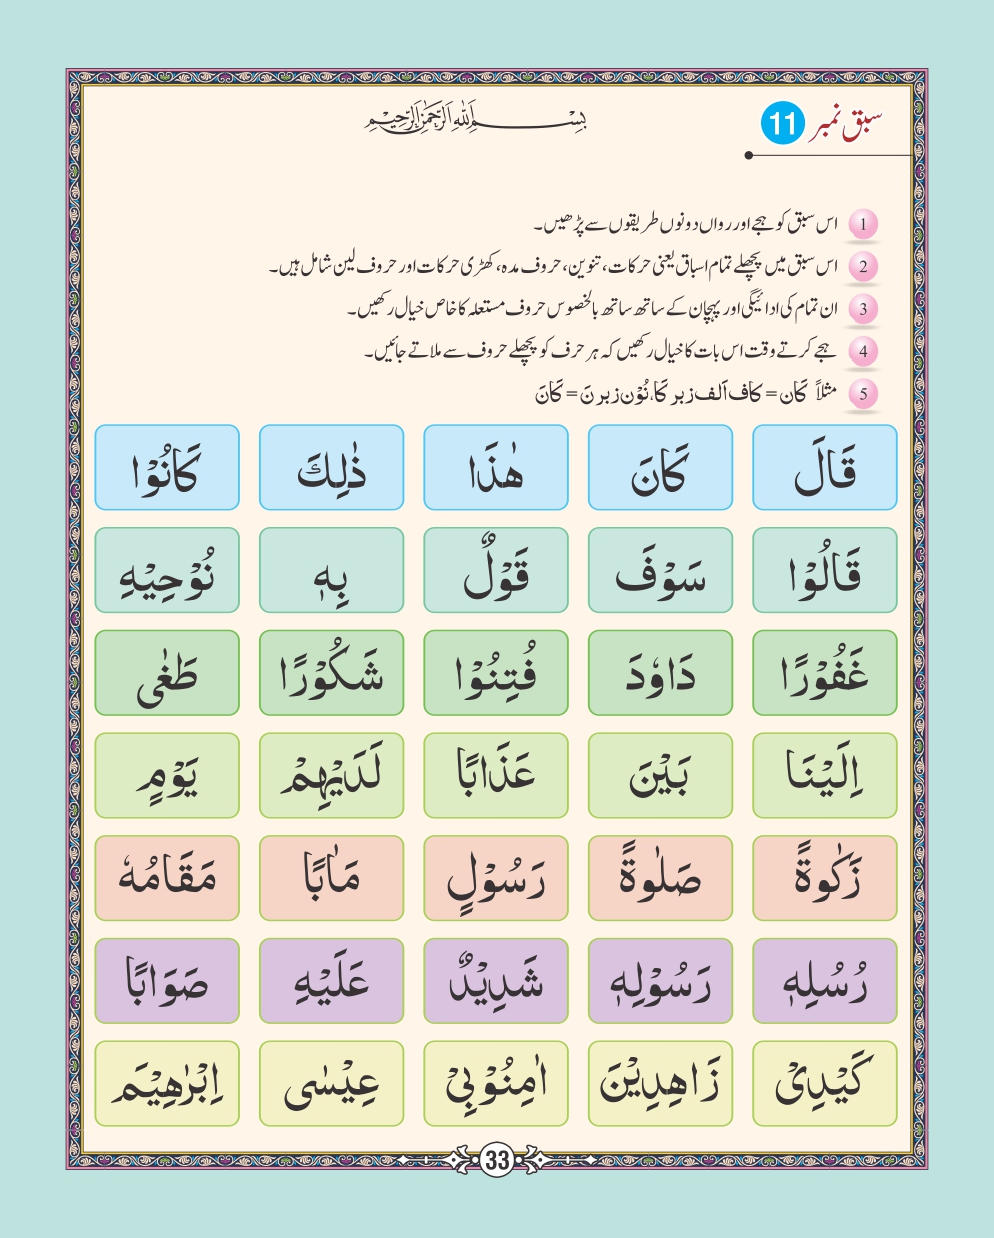 سبق نمبر 11
بِسْمِ اللّٰهِ الرَّحْمٰنِ الرَّحِيْمِ
1 اس سبق کو ہجے اور رواں دونوں طریقوں سے پڑھیں۔
2 اس سبق میں پچھلے تمام اسباق یعنی حرکات، تنوین، حروف مدہ، کھڑی حرکات اور حروف لین شامل ہیں۔
3 ان تمام کی ادائیگی اور پہچان کے ساتھ ساتھ بالخصوص حروف مستعلہ کا خاص خیال رکھیں۔
4 ہجے کرتے وقت اس بات کا خیال رکھیں کہ ہر حرف کو پچھلے حروف سے ملاتے جائیں۔
5 مثلاً كَان = کاف اَلف زبر كَا، نُوْن زبر نَ = كَانَ
قَالَ كَانَ هٰذَا ذٰلِكَ كَانُوْا
قَالُوْا سَوْفَ قَوْلٌ بِهٖ نُوْحِيْهِ
غَفُوْرًا دَاوٗدَ فُتِنُوْا شَكُوْرًا طَغٰى
اِلَيْنَا بَيْنَ عَذَابًا لَدَيْهِمْ يَوْمٍ
زَكٰوةً صَلٰوةً رَسُوْلٍ مَاٰبًا مَقَامُهٗ
رُسُلِهٖ رَسُوْلِهٖ شَدِيْدٌ عَلَيْهِ صَوَابًا
كَيْدِىْ زَاهِدِيْنَ اٰمِنُوْبِىْ عِيْسٰى اِبْرٰهِيْمَ
33